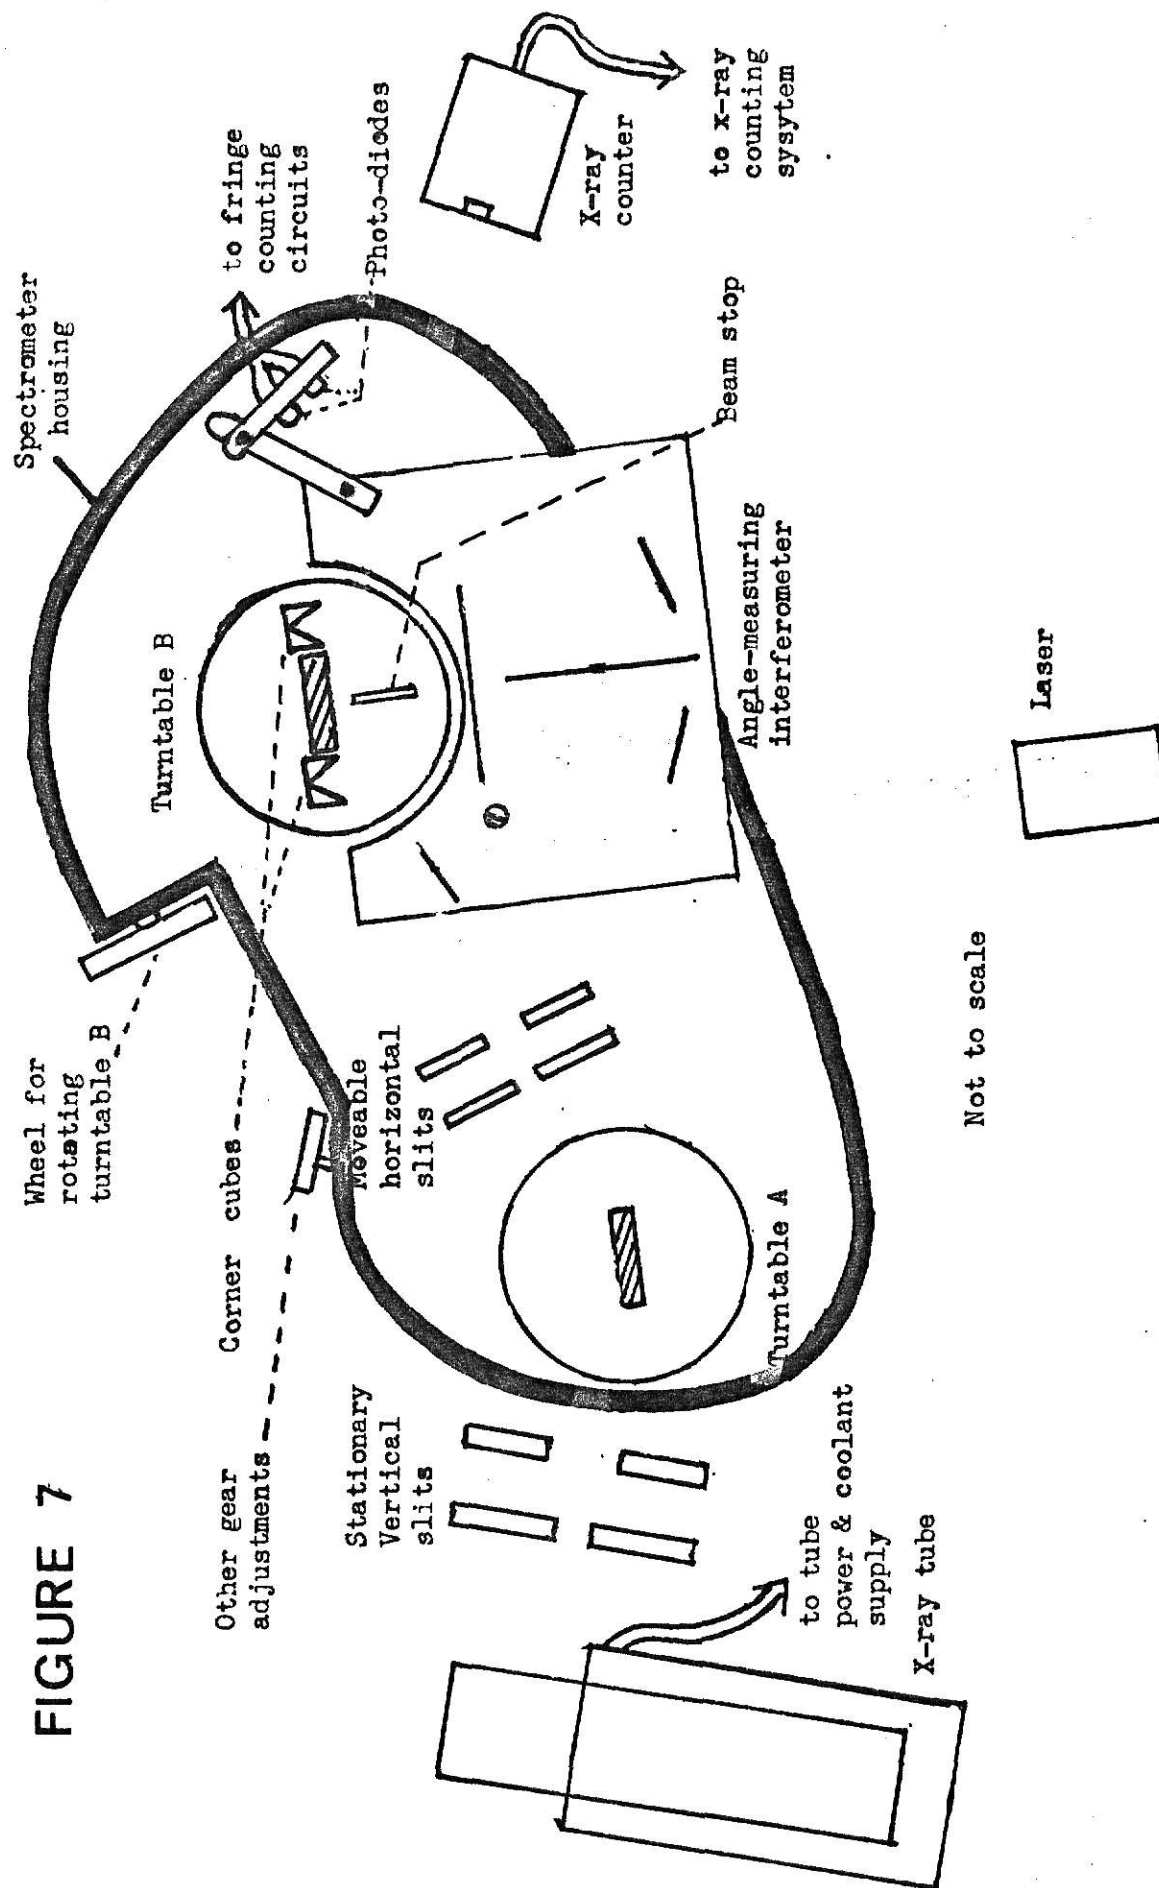 FIGURE 7
Spectrometer
housing
to fringe
counting
circuits
Photo-diodes
Wheel for
rotating
turntable B
Turntable B
X-ray
counter
to x-ray
counting
sysytem
Corner cubes
Other gear
adjustments
Moveable
horizontal
slits
Beam stop
Stationary
Vertical
slits
Turntable A
Angle-measuring
interferometer
to tube
power & coolant
supply
X-ray tube
Not to scale
Laser